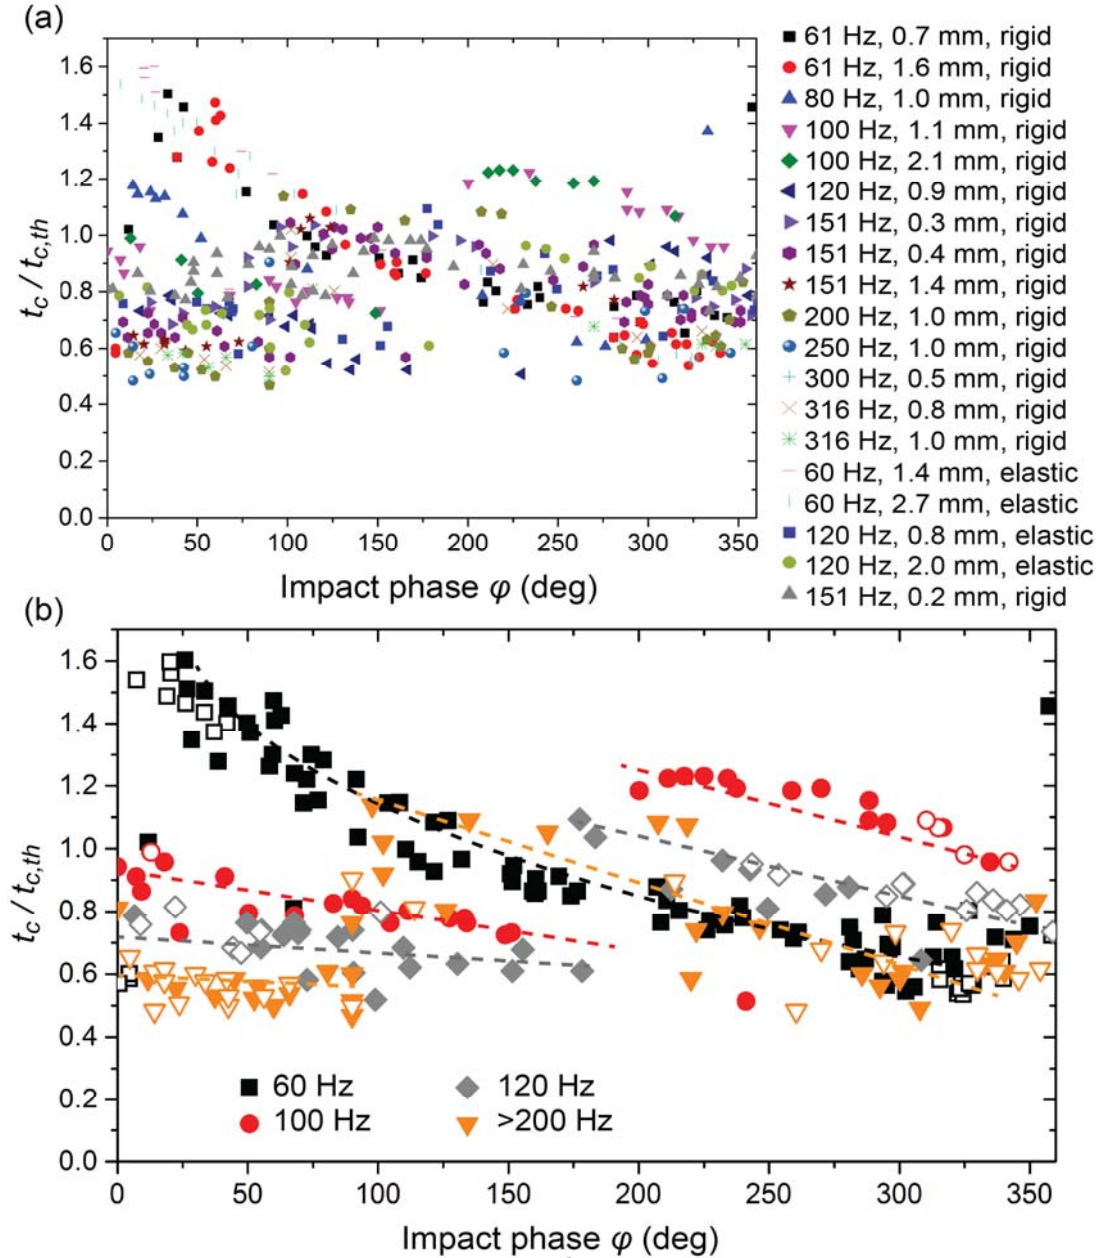 (a)
1.6
1.4
1.2
1.0
0.8
0.6
0.4
0.2
0.0
t_c / t_c,th
0 50 100 150 200 250 300 350
Impact phase φ (deg)
61 Hz, 0.7 mm, rigid
61 Hz, 1.6 mm, rigid
80 Hz, 1.0 mm, rigid
100 Hz, 1.1 mm, rigid
100 Hz, 2.1 mm, rigid
120 Hz, 0.9 mm, rigid
151 Hz, 0.3 mm, rigid
151 Hz, 0.4 mm, rigid
151 Hz, 1.4 mm, rigid
200 Hz, 1.0 mm, rigid
250 Hz, 1.0 mm, rigid
300 Hz, 0.5 mm, rigid
316 Hz, 0.8 mm, rigid
316 Hz, 1.0 mm, rigid
60 Hz, 1.4 mm, elastic
60 Hz, 2.7 mm, elastic
120 Hz, 0.8 mm, elastic
120 Hz, 2.0 mm, elastic
151 Hz, 0.2 mm, rigid
(b)
1.6
1.4
1.2
1.0
0.8
0.6
0.4
0.2
0.0
t_c / t_c,th
60 Hz
100 Hz
120 Hz
>200 Hz
0 50 100 150 200 250 300 350
Impact phase φ (deg)